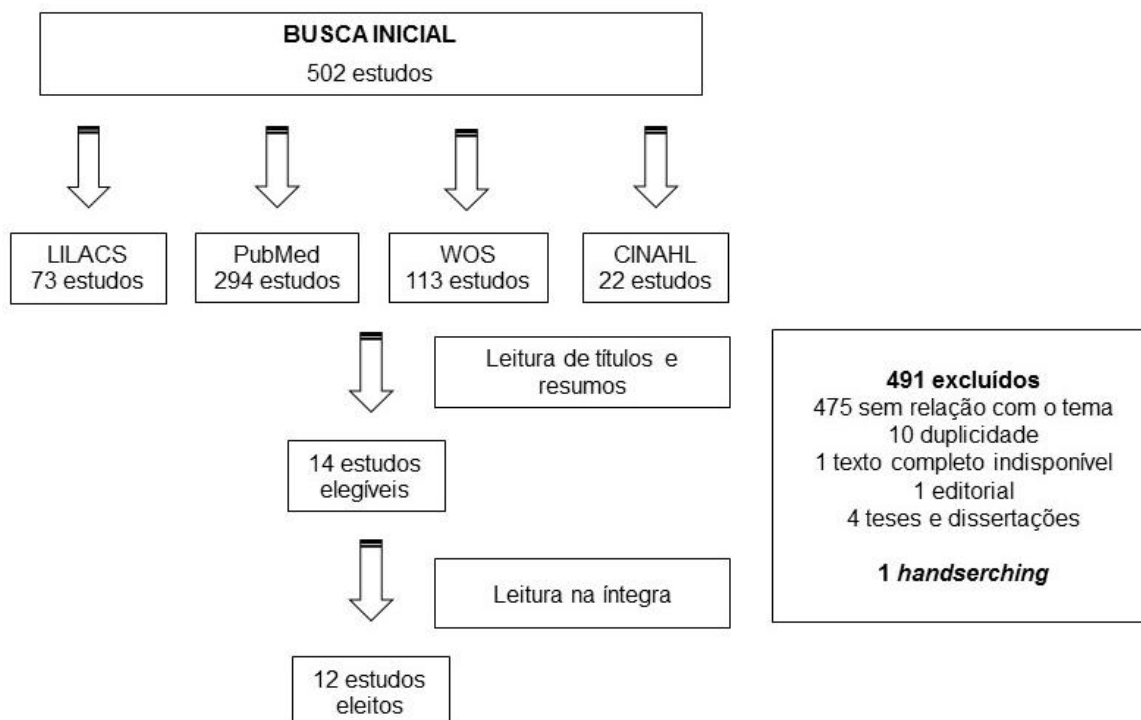 BUSCA INICIAL
502 estudos
LILACS
73 estudos
PubMed
294 estudos
WOS
113 estudos
CINAHL
22 estudos
Leitura de títulos e
resumos
14 estudos
elegíveis
491 excluídos
475 sem relação com o tema
10 duplicidade
1 texto completo indisponível
1 editorial
4 teses e dissertações
1 handserching
Leitura na íntegra
12 estudos
eleitos